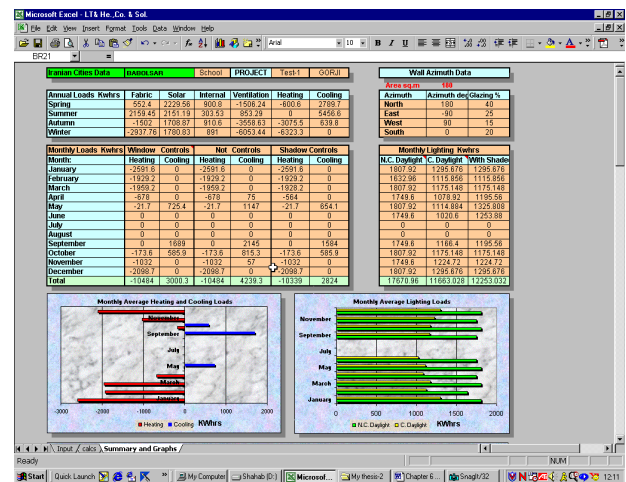 Microsoft Excel - LT& He.,Co. & Sol.
File Edit View Insert Format Tools Data Window Help
Arial 10 B I U
BR21 =
Iranian Cities Data BABOLSAR School PROJECT Test-1 GORJI
Wall Azimuth Data
Area sq.m 180
Annual Loads Kwhrs Fabric Solar Internal Ventilation Heating Cooling
Azimuth Azimuth deg Glazing %
Spring 552.4 2229.56 900.8 -1506.24 -600.6 2789.7
North 180 40
Summer 2159.45 2151.19 303.53 853.29 0 5456.6
East -90 25
Autumn -1502 1708.87 910.6 -3558.63 -3075.5 639.8
West 90 15
Winter -2937.76 1780.83 891 -6053.44 -6323.3 0
South 0 20
Monthly Loads Kwhrs Window Controls Not Controls Shadow Controls
Monthly Lighting Kwhrs
Month: Heating Cooling Heating Cooling Heating Cooling
N.C. Daylight C. Daylight With Shade
January -2591.6 0 -2591.6 0 -2591.6 0
1807.92 1295.676 1295.676
February -1929.2 0 -1929.2 0 -1929.2 0
1632.96 1115.856 1115.856
March -1959.2 0 -1959.2 0 -1928.2 0
1807.92 1175.148 1175.148
April -678 0 -678 75 -564 0
1749.6 1078.92 1195.56
May -21.7 725.4 -21.7 1147 -21.7 654.1
1807.92 1114.884 1325.808
June 0 0 0 0 0 0
1749.6 1020.6 1253.88
July 0 0 0 0 0 0
0 0 0
August 0 0 0 0 0 0
0 0 0
September 0 1689 0 2145 0 1584
1749.6 1166.4 1195.56
October -173.6 585.9 -173.6 815.3 -173.6 585.9
1807.92 1175.148 1175.148
November -1032 0 -1032 57 -1032 0
1749.6 1224.72 1224.72
December -2098.7 0 -2098.7 0 -2098.7 0
1807.92 1295.676 1295.676
Total -10484 3000.3 -10484 4239.3 -10339 2824
17670.96 11663.028 12253.032
Monthly Average Heating and Cooling Loads
November
September
July
May
March
January
-3000 -2000 -1000 0 1000 2000
Heating Cooling KWhrs
Monthly Average Lighting Loads
November
September
July
May
March
January
0 500 1000 1500 2000
N.C. Daylight C. Daylight KWhrs
Input calcs Summary and Graphs
Ready NUM
Start Quick Launch My Computer Shahab (D:) Microsof... My thesis-2 Chapter 6 ... SnagIt/32 12:11